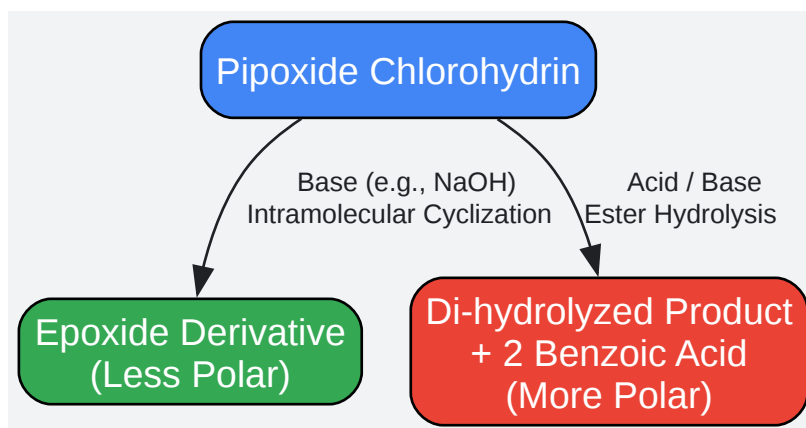 Pipoxide Chlorohydrin
Base (e.g., NaOH)
Intramolecular Cyclization
Acid / Base
Ester Hydrolysis
Epoxide Derivative
(Less Polar)
Di-hydrolyzed Product
+ 2 Benzoic Acid
(More Polar)